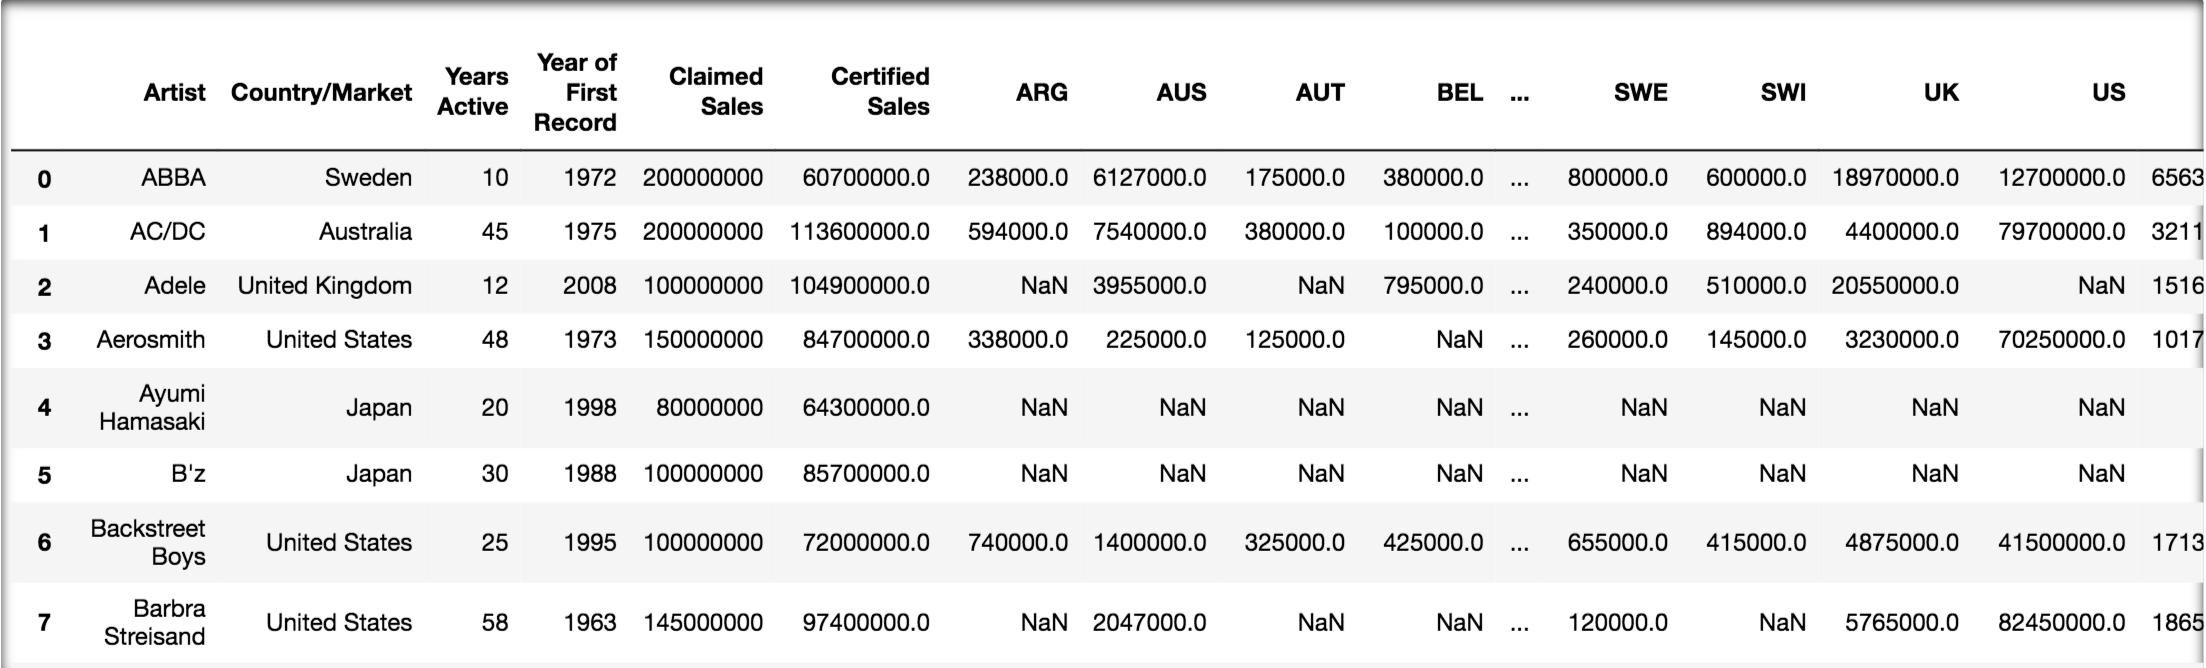 Artist Country/Market Years Active Year of First Record Claimed Sales Certified Sales ARG AUS AUT BEL ... SWE SWI UK US
0 ABBA Sweden 10 1972 200000000 60700000.0 238000.0 6127000.0 175000.0 380000.0 ... 800000.0 600000.0 18970000.0 12700000.0 6563
1 AC/DC Australia 45 1975 200000000 113600000.0 594000.0 7540000.0 380000.0 100000.0 ... 350000.0 894000.0 4400000.0 79700000.0 3211
2 Adele United Kingdom 12 2008 100000000 104900000.0 NaN 3955000.0 NaN 795000.0 ... 240000.0 510000.0 20550000.0 NaN 1516
3 Aerosmith United States 48 1973 150000000 84700000.0 338000.0 225000.0 125000.0 NaN ... 260000.0 145000.0 3230000.0 70250000.0 1017
4 Ayumi Hamasaki Japan 20 1998 80000000 64300000.0 NaN NaN NaN NaN ... NaN NaN NaN NaN
5 B'z Japan 30 1988 100000000 85700000.0 NaN NaN NaN NaN ... NaN NaN NaN NaN
6 Backstreet Boys United States 25 1995 100000000 72000000.0 740000.0 1400000.0 325000.0 425000.0 ... 655000.0 415000.0 4875000.0 41500000.0 1713
7 Barbra Streisand United States 58 1963 145000000 97400000.0 NaN 2047000.0 NaN NaN ... 120000.0 NaN 5765000.0 82450000.0 1865